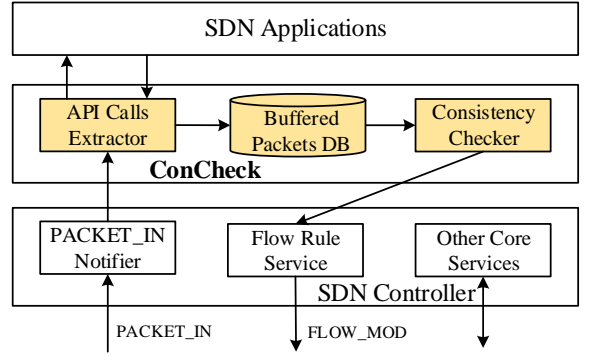 SDN Applications
API Calls
Extractor
Buffered
Packets DB
Consistency
Checker
ConCheck
PACKET_IN
Notifier
Flow Rule
Service
Other Core
Services
SDN Controller
PACKET_IN
FLOW_MOD